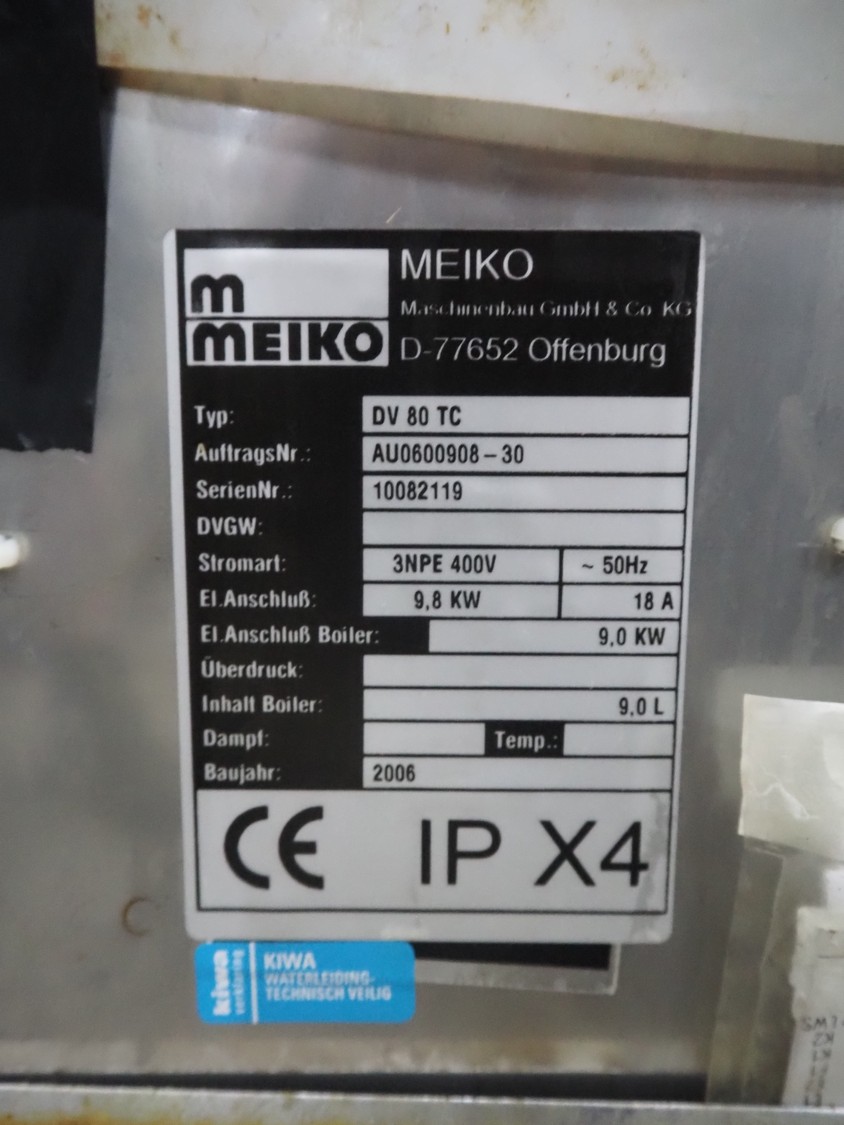 m
MEIKO
MEIKO
Maschinenbau GmbH & Co. KG
D-77652 Offenburg
Typ: DV 80 TC
AuftragsNr.: AU0600908-30
SerienNr.: 10082119
DVGW:
Stromart: 3NPE 400V ~ 50Hz
El.Anschluß: 9,8 KW 18 A
El.Anschluß Boiler: 9,0 KW
Überdruck:
Inhalt Boiler: 9,0 L
Dampf: Temp.:
Baujahr: 2006
CE IP X4
kiwa
verklaring
KIWA
WATERLEIDING-
TECHNISCH VEILIG